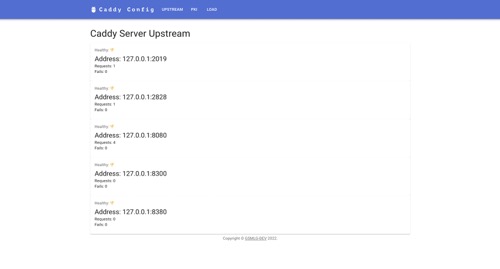 Caddy Config
UPSTREAM
PKI
LOAD
Caddy Server Upstream
Healthy
Address: 127.0.0.1:2019
Requests: 1
Fails: 0
Healthy
Address: 127.0.0.1:2828
Requests: 1
Fails: 0
Healthy
Address: 127.0.0.1:8080
Requests: 4
Fails: 0
Healthy
Address: 127.0.0.1:8300
Requests: 0
Fails: 0
Healthy
Address: 127.0.0.1:8380
Requests: 0
Fails: 0
Copyright © 2022